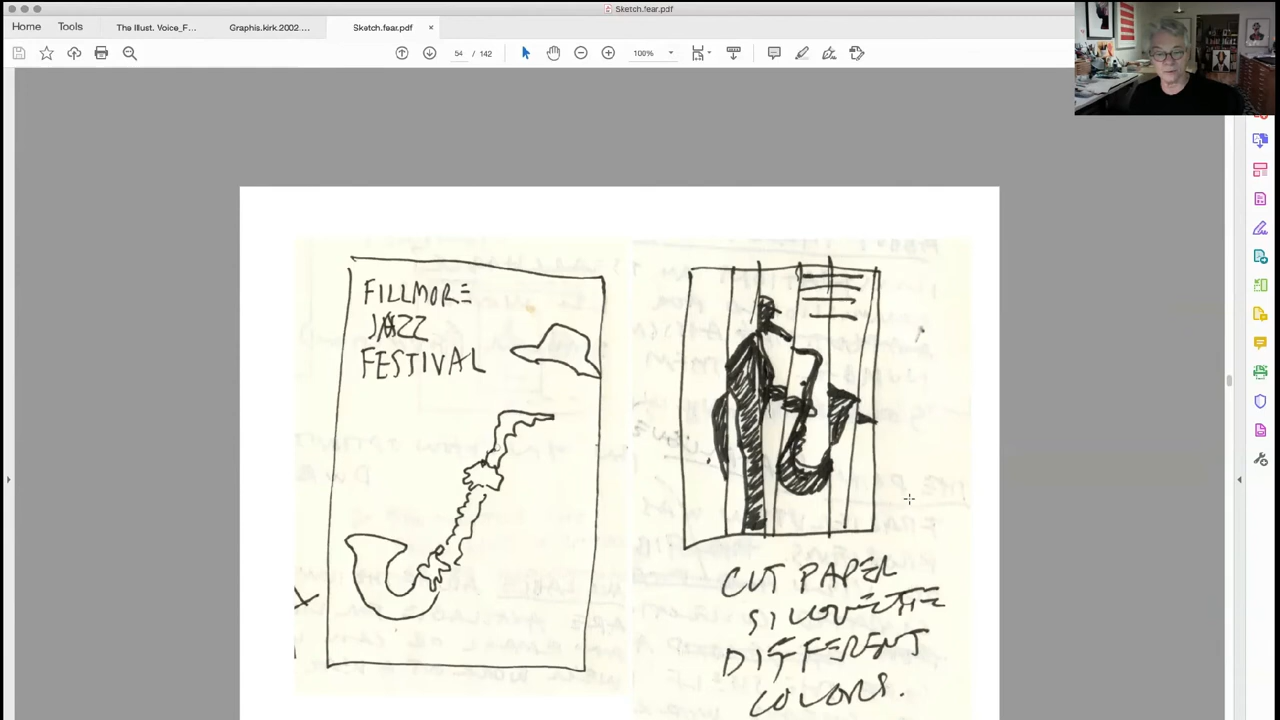 Sketch.fear.pdf
Home Tools The Illust. Voice_F... Graphis.kirk.2002.... Sketch.fear.pdf ×
54 / 142 100%
FILLMORE
JAZZ
FESTIVAL
CUT PAPER
SILOUETTE
DIFFERENT
COLORS.